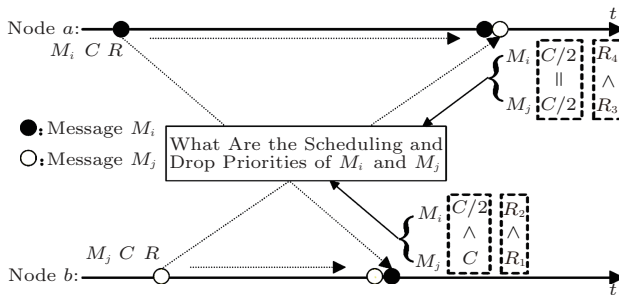 Node a:
t
M_i C R
M_i C/2 R_4
|| ∧
M_j C/2 R_3
●: Message M_i
○: Message M_j
What Are the Scheduling and
Drop Priorities of M_i and M_j
M_i C/2 R_2
∧ ∧
M_j C R_1
M_j C R
Node b:
t